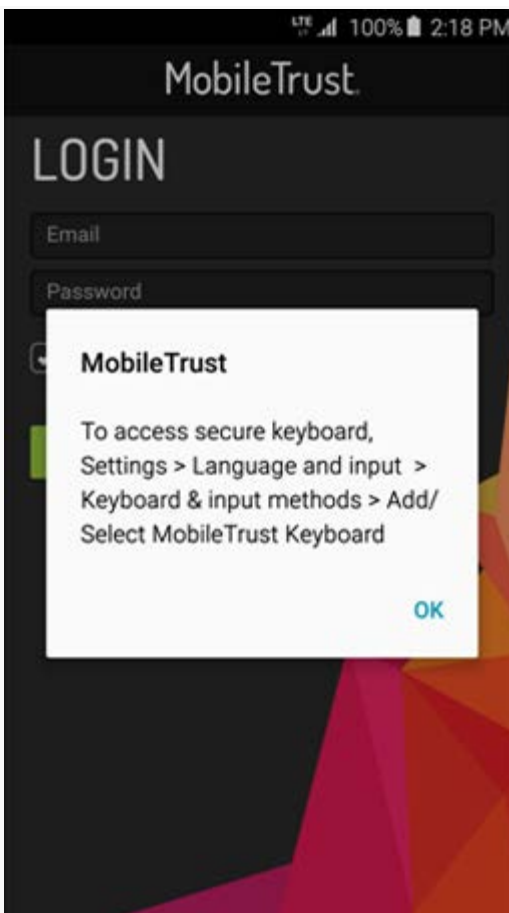 LTE 100% 2:18 PM
MobileTrust
LOGIN
Email
Password
MobileTrust
To access secure keyboard,
Settings > Language and input >
Keyboard & input methods > Add/
Select MobileTrust Keyboard
OK